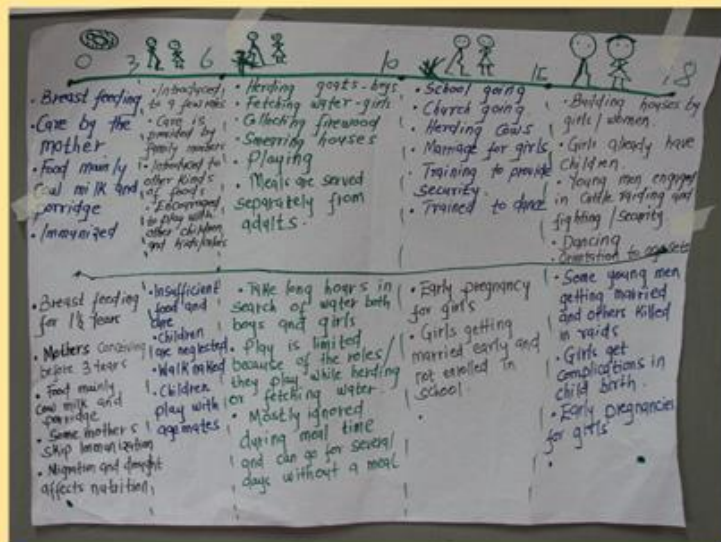 0 3 6 10 15 18
• Breast feeding
• Care by the
mother
• Food mainly
Cow milk and
porridge
• Immunized
• Introduced
to a few roles
• Care is
provided by
family members
• Introduced to
other kinds
of foods
• Encouraged
to play with
other children
and
• Herding goats - boys
• Fetching water - girls
• Collecting firewood
• Smearing houses
• Playing
• Meals are served
separately from
adults.
• School going
• Church going
• Herding
• Marriage for girls
• Training to provide
security.
• Trained to dance
• Building houses by
girls / women.
• Girls already have
children.
• Young men engaged
in Cattle raiding and
fighting / security
• Dancing
• Orientation to
• Breast feeding
for 1½ Years
• Mothers conceiving
before 3 years
• Food mainly
Cow milk and
porridge
• Some mothers
skip Immunization
• Migration and drought
affects nutrition
• Insufficient
food and
care
• Children
are neglected
• Walk naked
• Children
play with
agemates
• Take long hours in
search of water both
boys and girls
• Play is limited
because of the roles/
they play while herding
or fetching water.
• Mostly ignored
during meal time
and can go for several
days without a meal
• Early pregnancy
for girls
• Girls getting
married early and
not enrolled in
school
• Some young men
getting married
and others killed
in raids
• Girls get
complications in
child birth.
• Early pregnancies
for girls